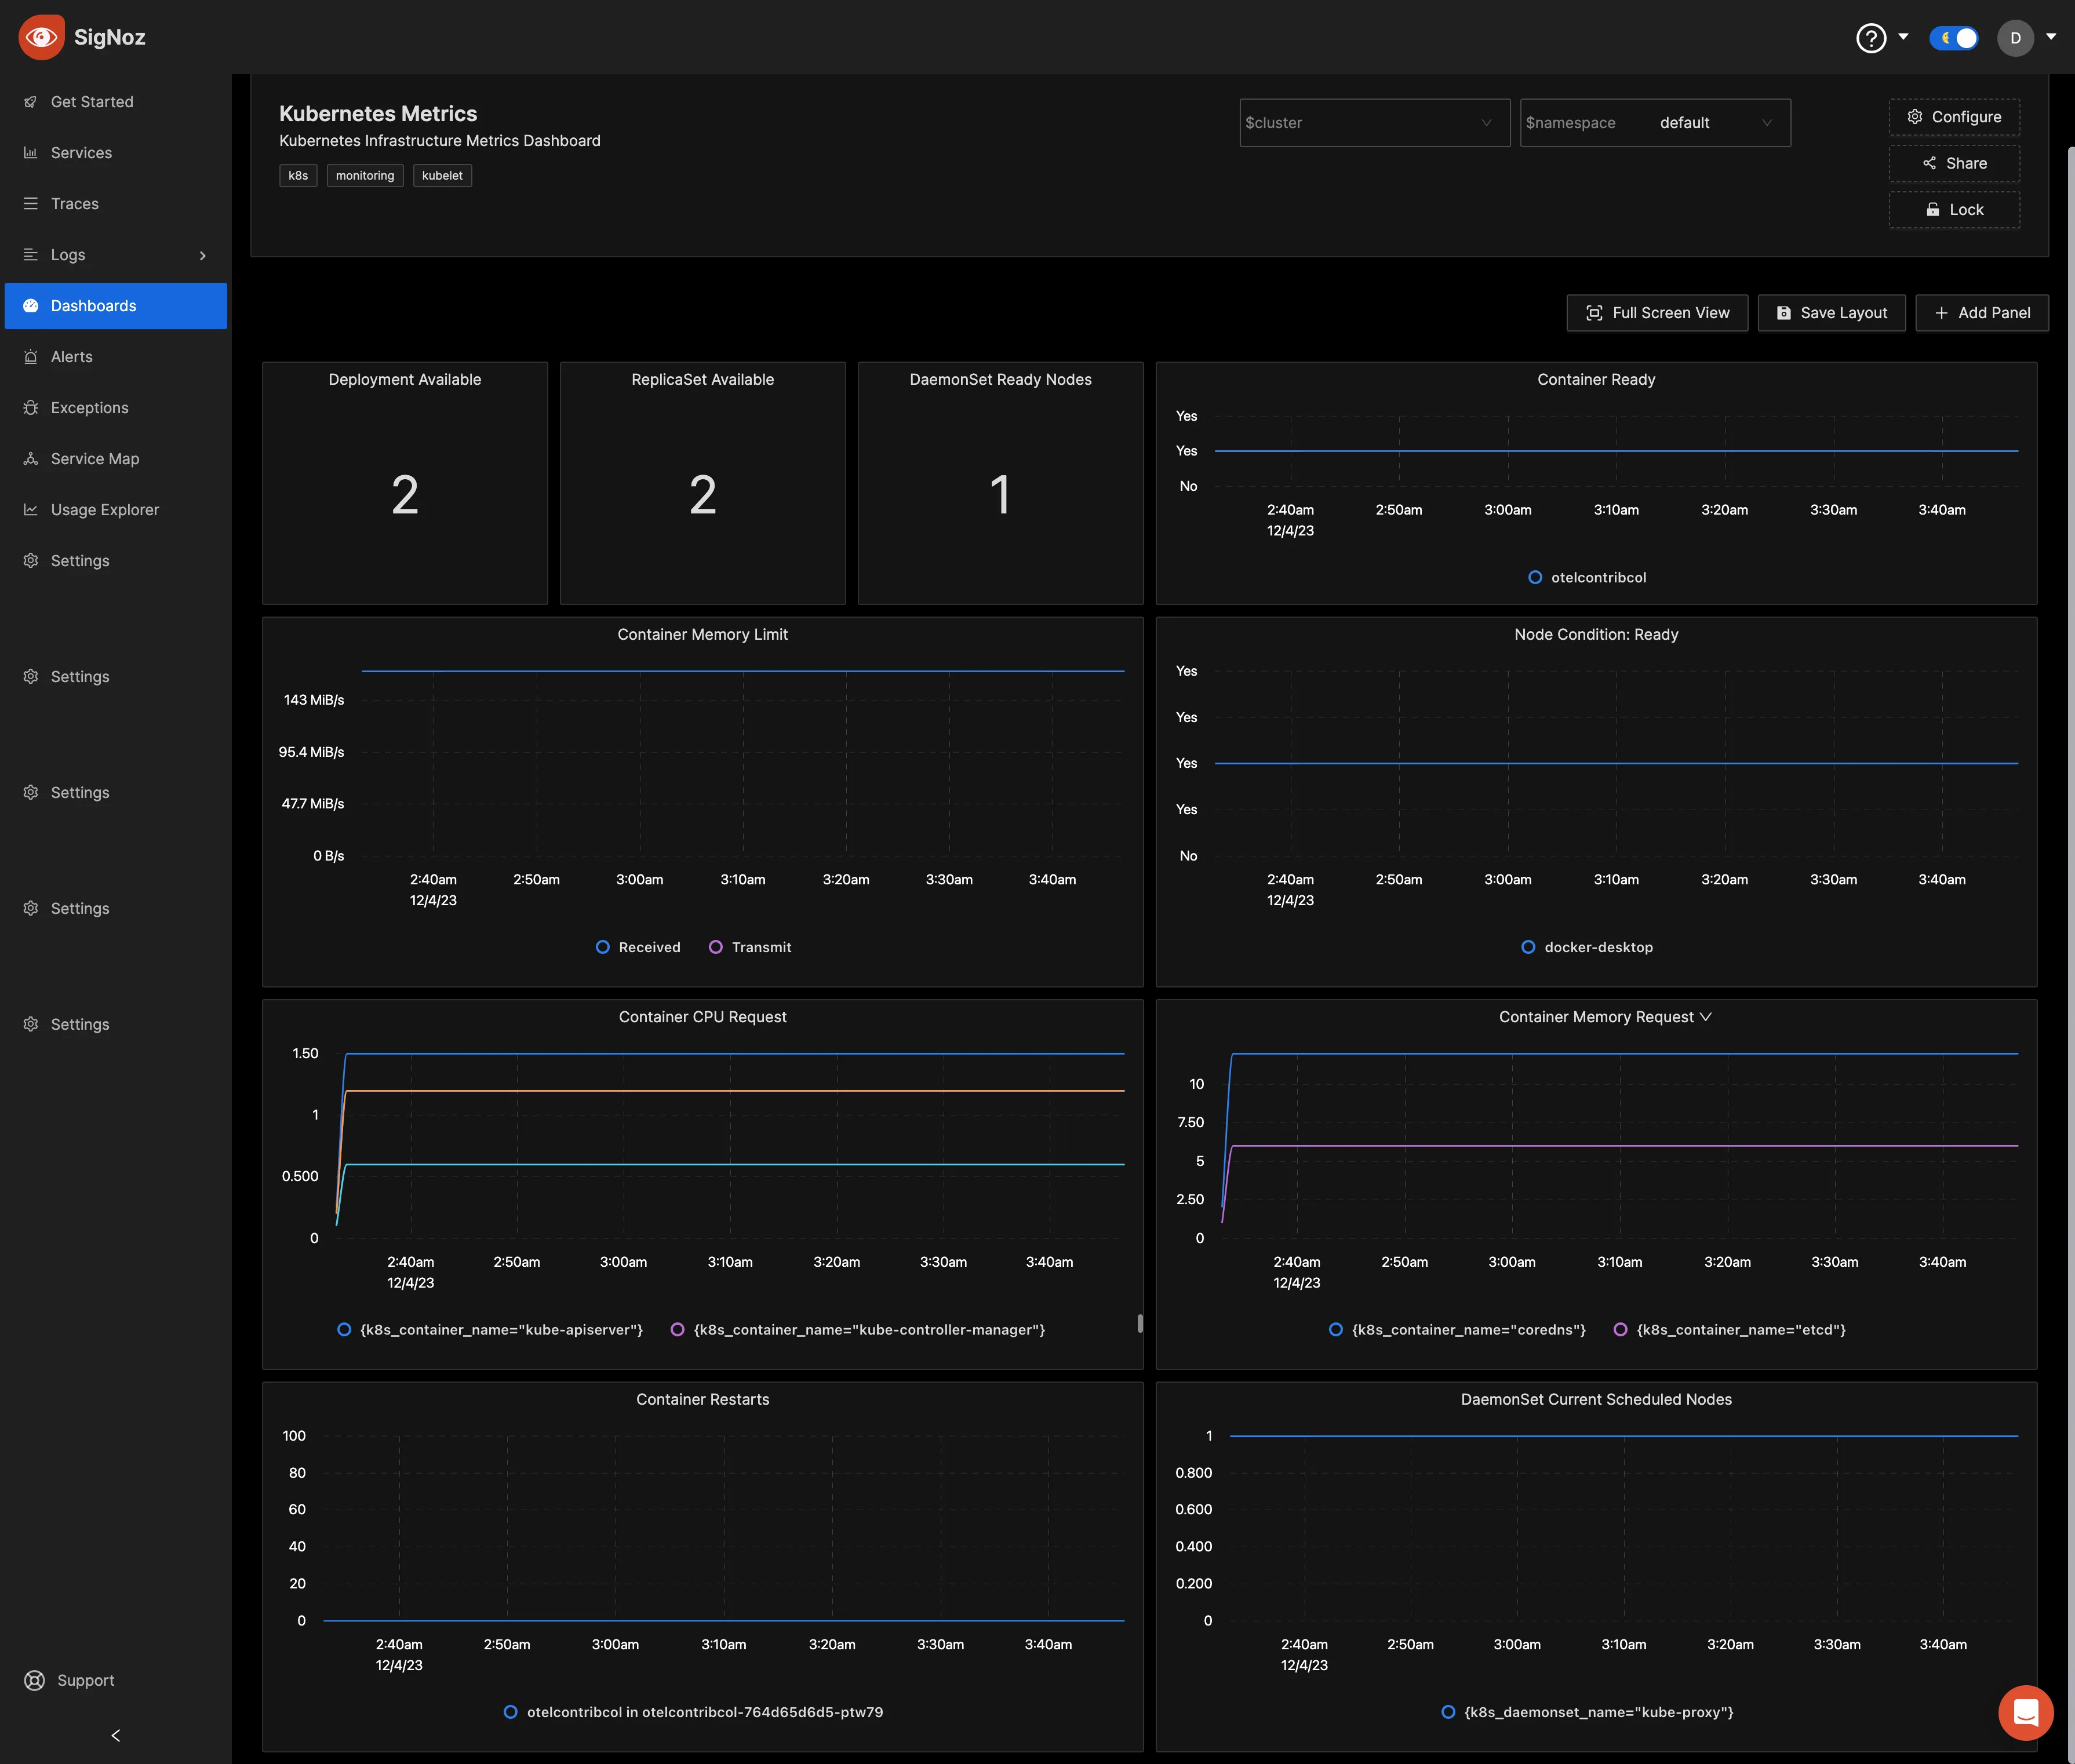 SigNoz
D
Get Started
Services
Traces
Logs
Dashboards
Alerts
Exceptions
Service Map
Usage Explorer
Settings
Settings
Settings
Settings
Settings
Support
Kubernetes Metrics
Kubernetes Infrastructure Metrics Dashboard
k8s monitoring kubelet
$cluster
$namespace default
Configure
Share
Lock
Full Screen View Save Layout Add Panel
Deployment Available
2
ReplicaSet Available
2
DaemonSet Ready Nodes
1
Container Ready
Yes
Yes
No
2:40am 2:50am 3:00am 3:10am 3:20am 3:30am 3:40am
12/4/23
otelcontribcol
Container Memory Limit
143 MiB/s
95.4 MiB/s
47.7 MiB/s
0 B/s
2:40am 2:50am 3:00am 3:10am 3:20am 3:30am 3:40am
12/4/23
Received Transmit
Node Condition: Ready
Yes
Yes
Yes
Yes
No
2:40am 2:50am 3:00am 3:10am 3:20am 3:30am 3:40am
12/4/23
docker-desktop
Container CPU Request
1.50
1
0.500
0
2:40am 2:50am 3:00am 3:10am 3:20am 3:30am 3:40am
12/4/23
{k8s_container_name="kube-apiserver"} {k8s_container_name="kube-controller-manager"}
Container Memory Request
10
7.50
5
2.50
0
2:40am 2:50am 3:00am 3:10am 3:20am 3:30am 3:40am
12/4/23
{k8s_container_name="coredns"} {k8s_container_name="etcd"}
Container Restarts
100
80
60
40
20
0
2:40am 2:50am 3:00am 3:10am 3:20am 3:30am 3:40am
12/4/23
otelcontribcol in otelcontribcol-764d65d6d5-ptw79
DaemonSet Current Scheduled Nodes
1
0.800
0.600
0.400
0.200
0
2:40am 2:50am 3:00am 3:10am 3:20am 3:30am 3:40am
12/4/23
{k8s_daemonset_name="kube-proxy"}